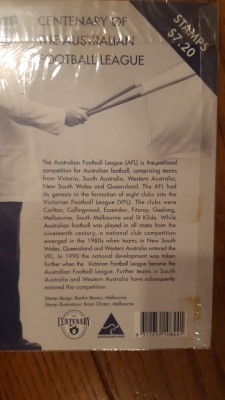 CENTENARY OF
THE AUSTRALIAN
FOOTBALL LEAGUE
STAMPS
$7.20
The Australian Football League (AFL) is the national
competition for Australian football, comprising teams
from Victoria, South Australia, Western Australia,
New South Wales and Queensland. The AFL had
its genesis in the formation of eight clubs into the
Victorian Football League (VFL). The clubs were
Carlton, Collingwood, Essendon, Fitzroy, Geelong,
Melbourne, South Melbourne and St Kilda. While
Australian football was played in all states from the
nineteenth century, a national club competition
emerged in the 1980s when teams in New South
Wales, Queensland and Western Australia entered the
VFL. In 1990 the national development was taken
further when the Victorian Football League became the
Australian Football League. Further teams in South
Australia and Western Australia have subsequently
entered the competition.
Stamp design: Beattie, Melbourne
Stamp illustrations: Brian Clinton, Melbourne
CENTENARY